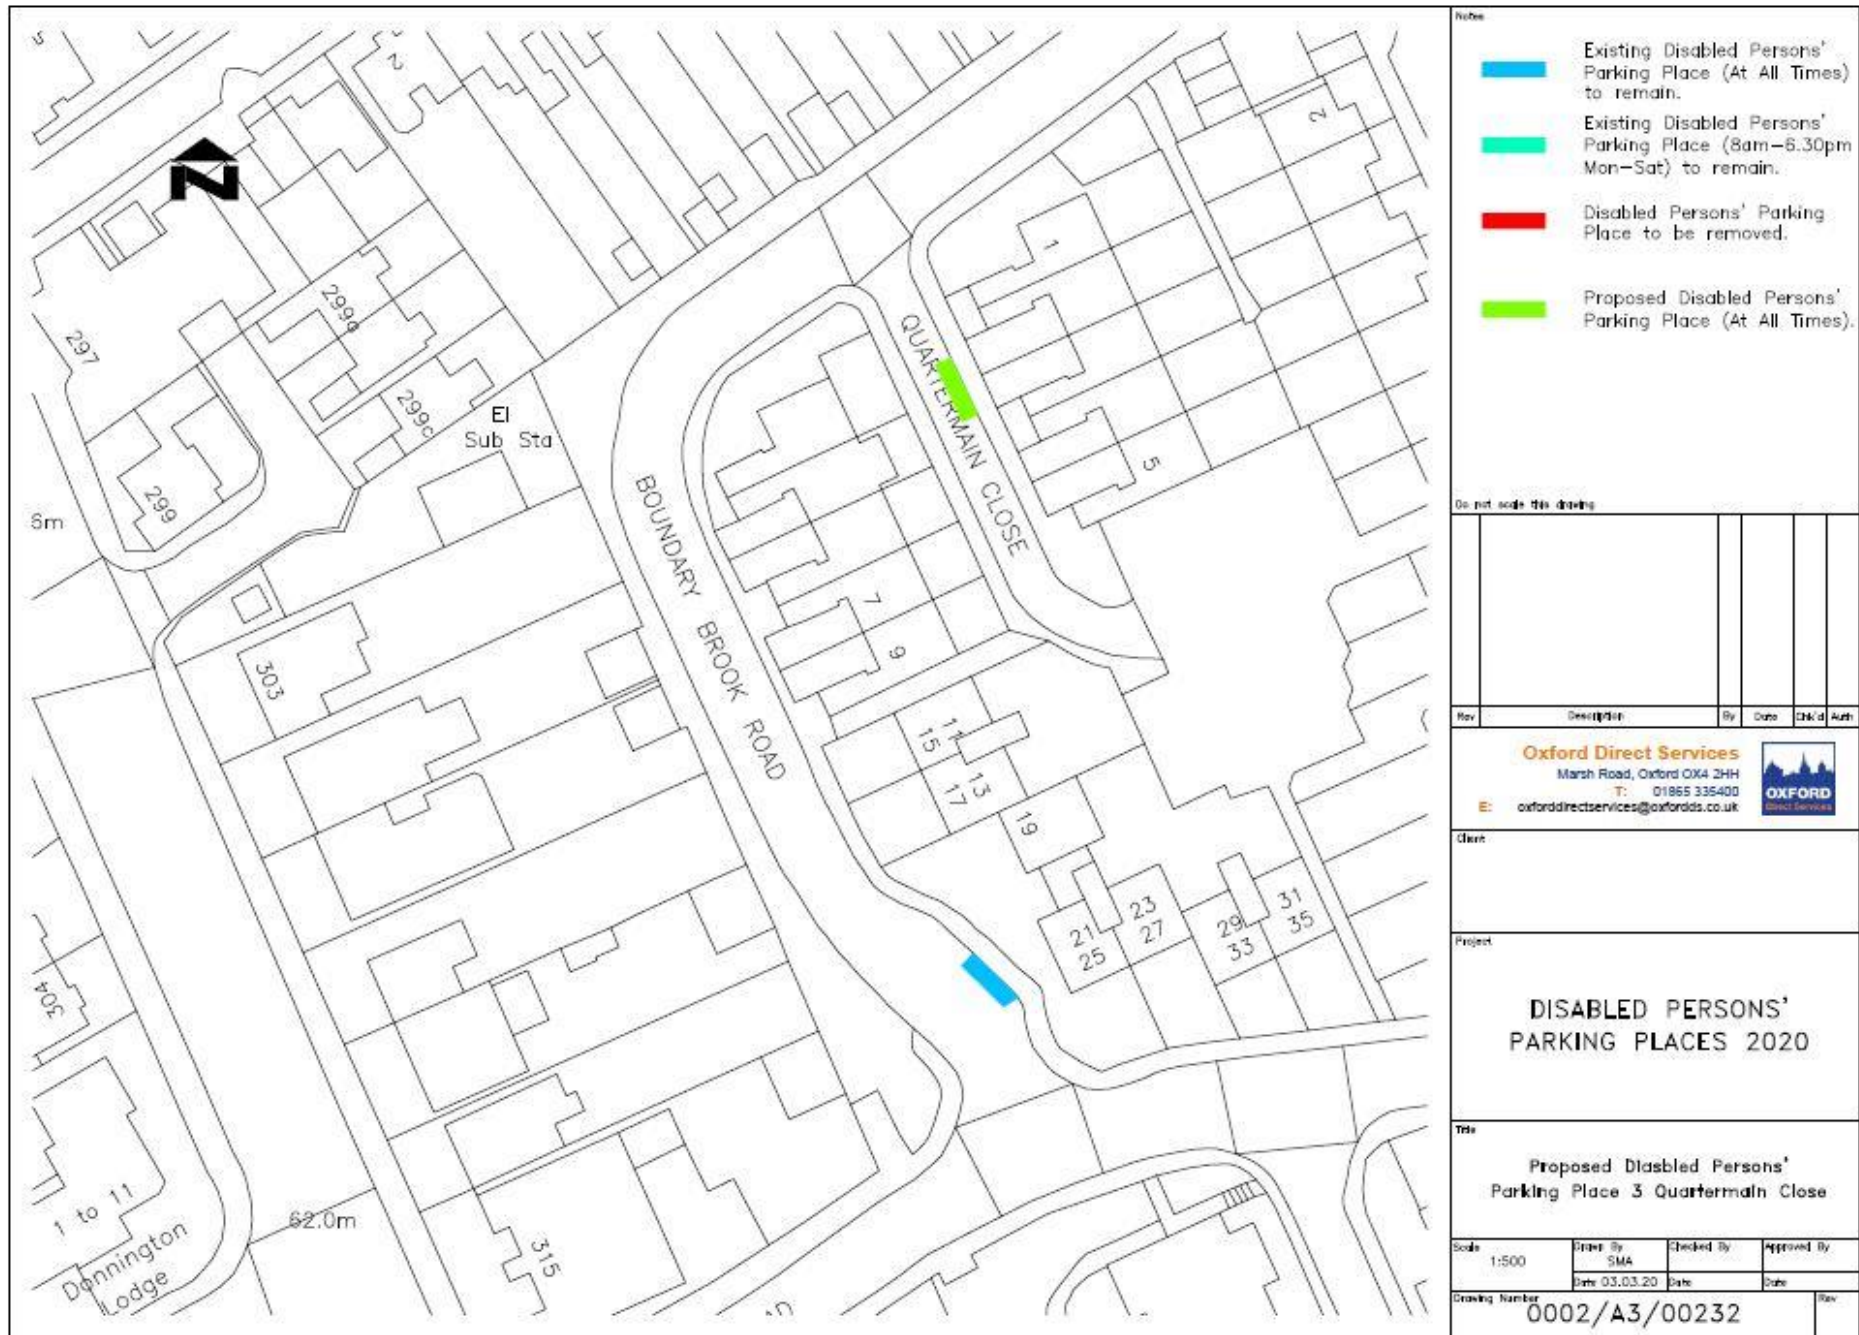 Notes
Existing Disabled Persons'
Parking Place (At All Times)
to remain.
Existing Disabled Persons'
Parking Place (8am-6.30pm
Mon-Sat) to remain.
Disabled Persons' Parking
Place to be removed.
Proposed Disabled Persons'
Parking Place (At All Times).
Do not scale this drawing
Rev Description By Date Chk'd Auth
Oxford Direct Services
Marsh Road, Oxford OX4 2HH
T: 01865 335400
E: oxforddirectservices@oxfordds.co.uk
OXFORD
Direct Services
Client
Project
DISABLED PERSONS'
PARKING PLACES 2020
Title
Proposed Diasbled Persons'
Parking Place 3 Quartermain Close
Scale
1:500
Drawn By
SMA
Checked By
Approved By
Date 03.03.20
Date
Date
Drawing Number
0002/A3/00232
Rev
N
2
2
1
QUARTERMAIN CLOSE
5
297
299a
299c
El
Sub Sta
299
6m
BOUNDARY BROOK ROAD
7
9
303
11
15
13
17
19
21
25
23
27
29
33
31
35
304
1 to 11
Donnington
Lodge
62.0m
315